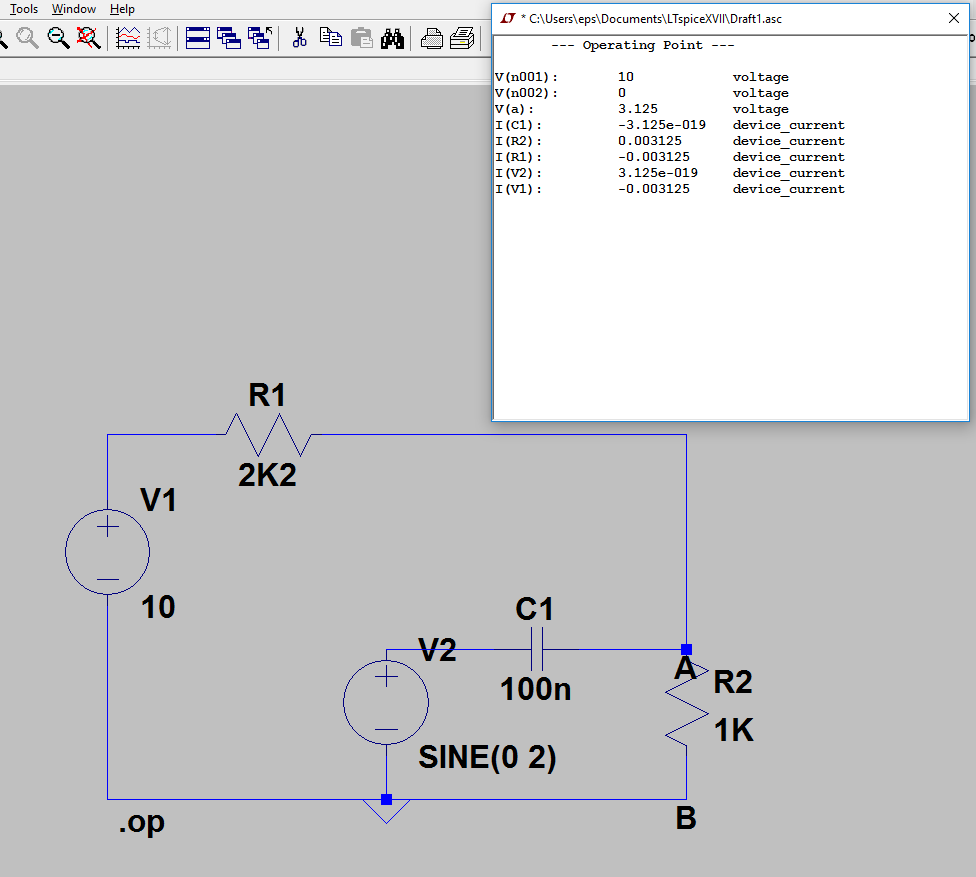 Tools Window Help
* C:\Users\eps\Documents\LTspiceXVII\Draft1.asc
--- Operating Point ---
V(n001): 10 voltage
V(n002): 0 voltage
V(a): 3.125 voltage
I(C1): -3.125e-019 device_current
I(R2): 0.003125 device_current
I(R1): -0.003125 device_current
I(V2): 3.125e-019 device_current
I(V1): -0.003125 device_current
R1
2K2
V1
10
C1
V2
100n
A
R2
1K
SINE(0 2)
.op
B